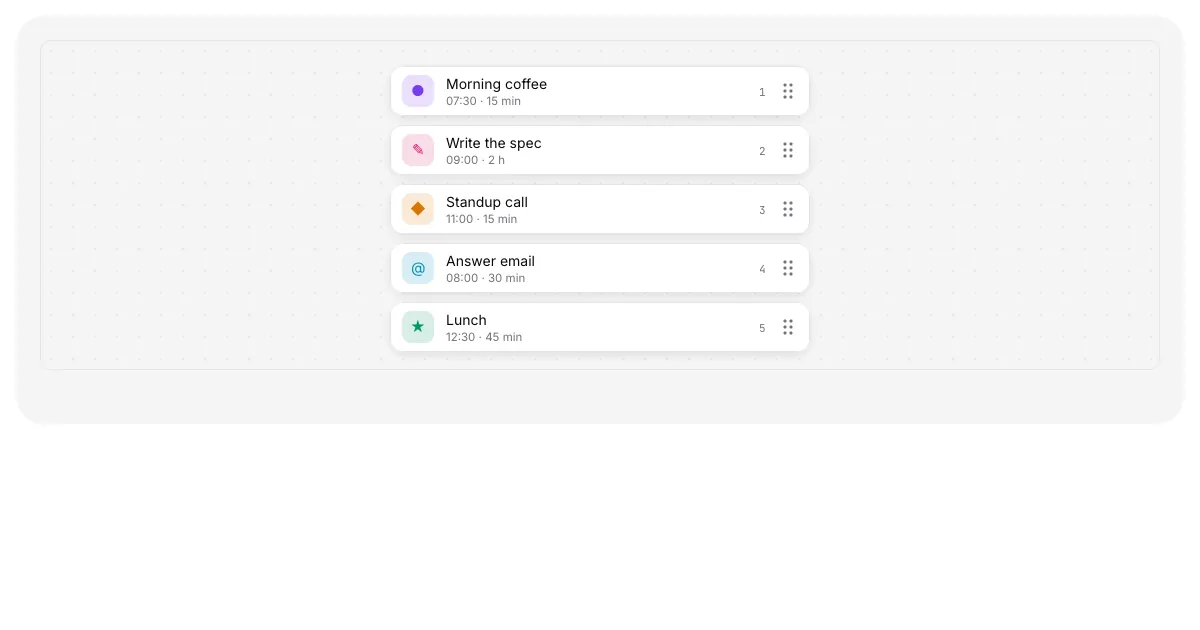 Morning coffee
07:30 · 15 min
1
✎
Write the spec
09:00 · 2 h
2
Standup call
11:00 · 15 min
3
@
Answer email
08:00 · 30 min
4
Lunch
12:30 · 45 min
5